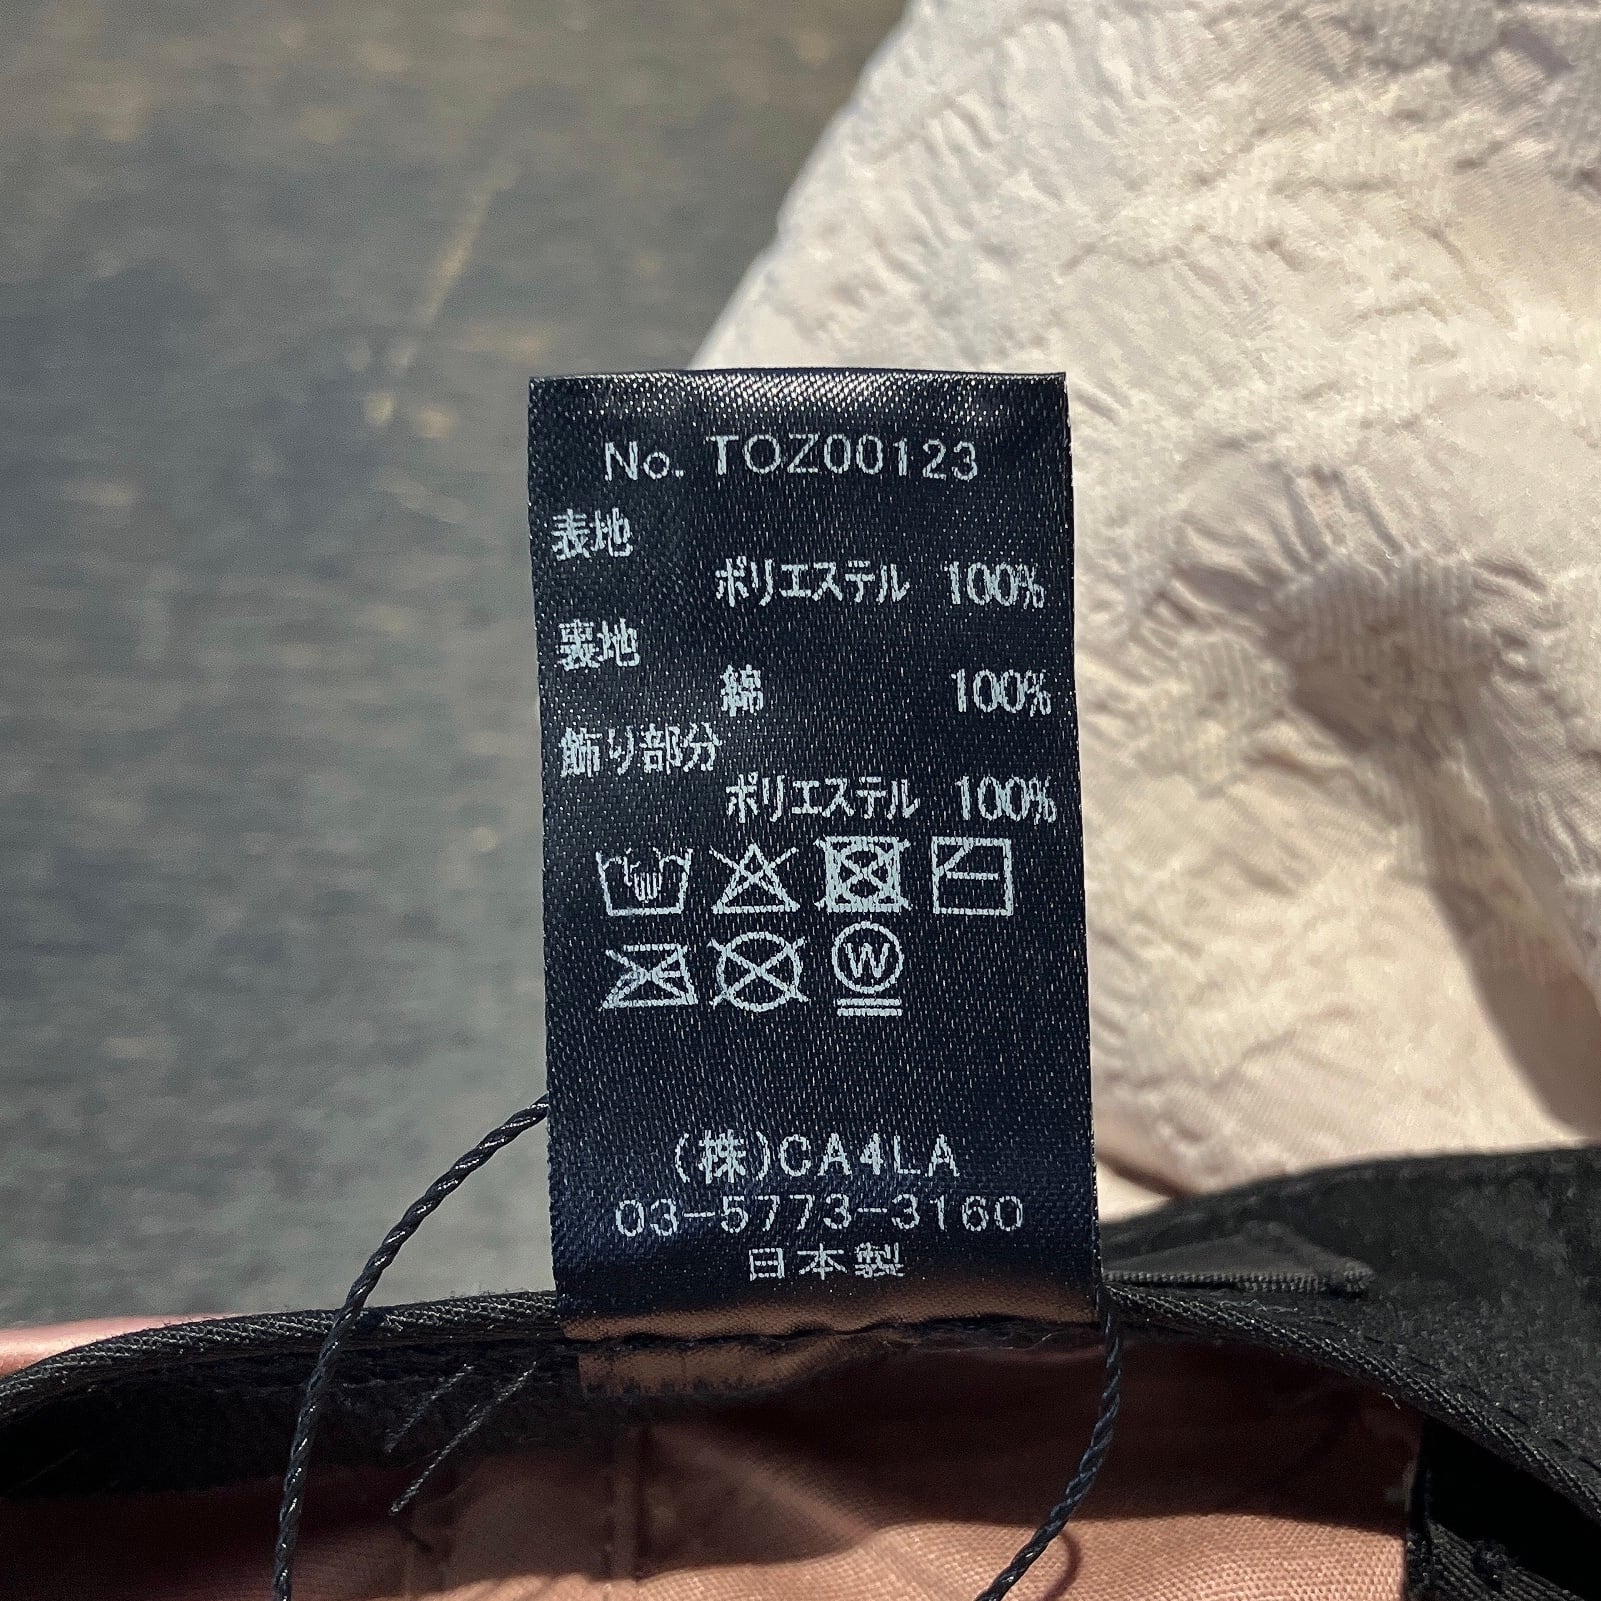 No. TOZ00123
表地
ポリエステル 100%
裏地
綿 100%
飾り部分
ポリエステル 100%
W
(株)CA4LA
03-5773-3160
日本製